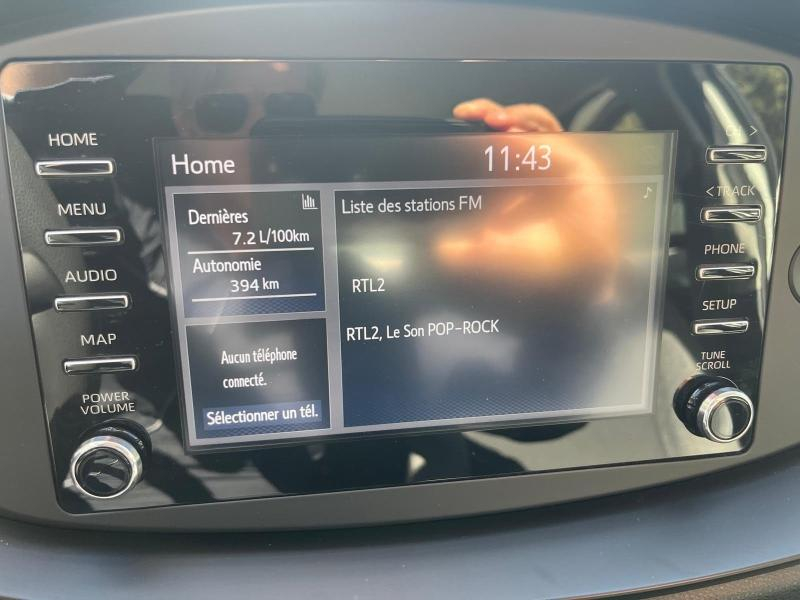 HOME
MENU
AUDIO
MAP
POWER
VOLUME
Home
11:43
Dernières
7.2 L/100km
Autonomie
394 km
Aucun téléphone
connecté.
Sélectionner un tél.
Liste des stations FM
RTL2
RTL2, Le Son POP-ROCK
>
< TRACK
PHONE
SETUP
TUNE
SCROLL